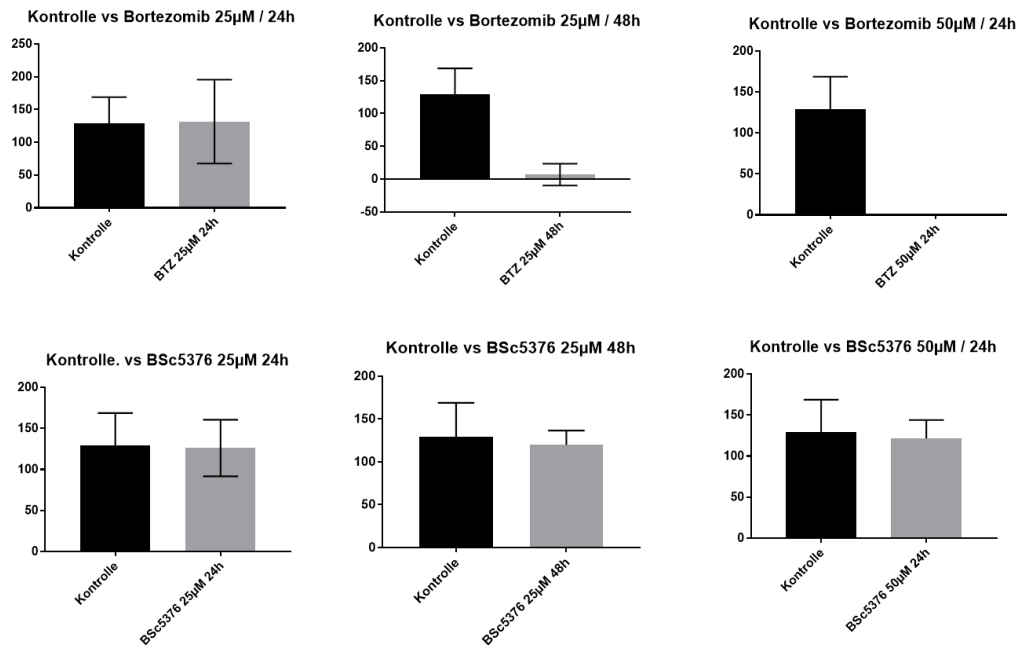 Kontrolle vs Bortezomib 25µM / 24h
250
200
150
100
50
0
Kontrolle
BTZ 25µM 24h
Kontrolle vs Bortezomib 25µM / 48h
200
150
100
50
0
-50
Kontrolle
BTZ 25µM 48h
Kontrolle vs Bortezomib 50µM / 24h
200
150
100
50
0
Kontrolle
BTZ 50µM 24h
Kontrolle. vs BSc5376 25µM 24h
200
150
100
50
0
Kontrolle
BSc5376 25µM 24h
Kontrolle vs BSc5376 25µM 48h
200
150
100
50
0
Kontrolle
BSc5376 25µM 48h
Kontrolle vs BSc5376 50µM / 24h
200
150
100
50
0
Kontrolle
BSc5376 50µM 24h